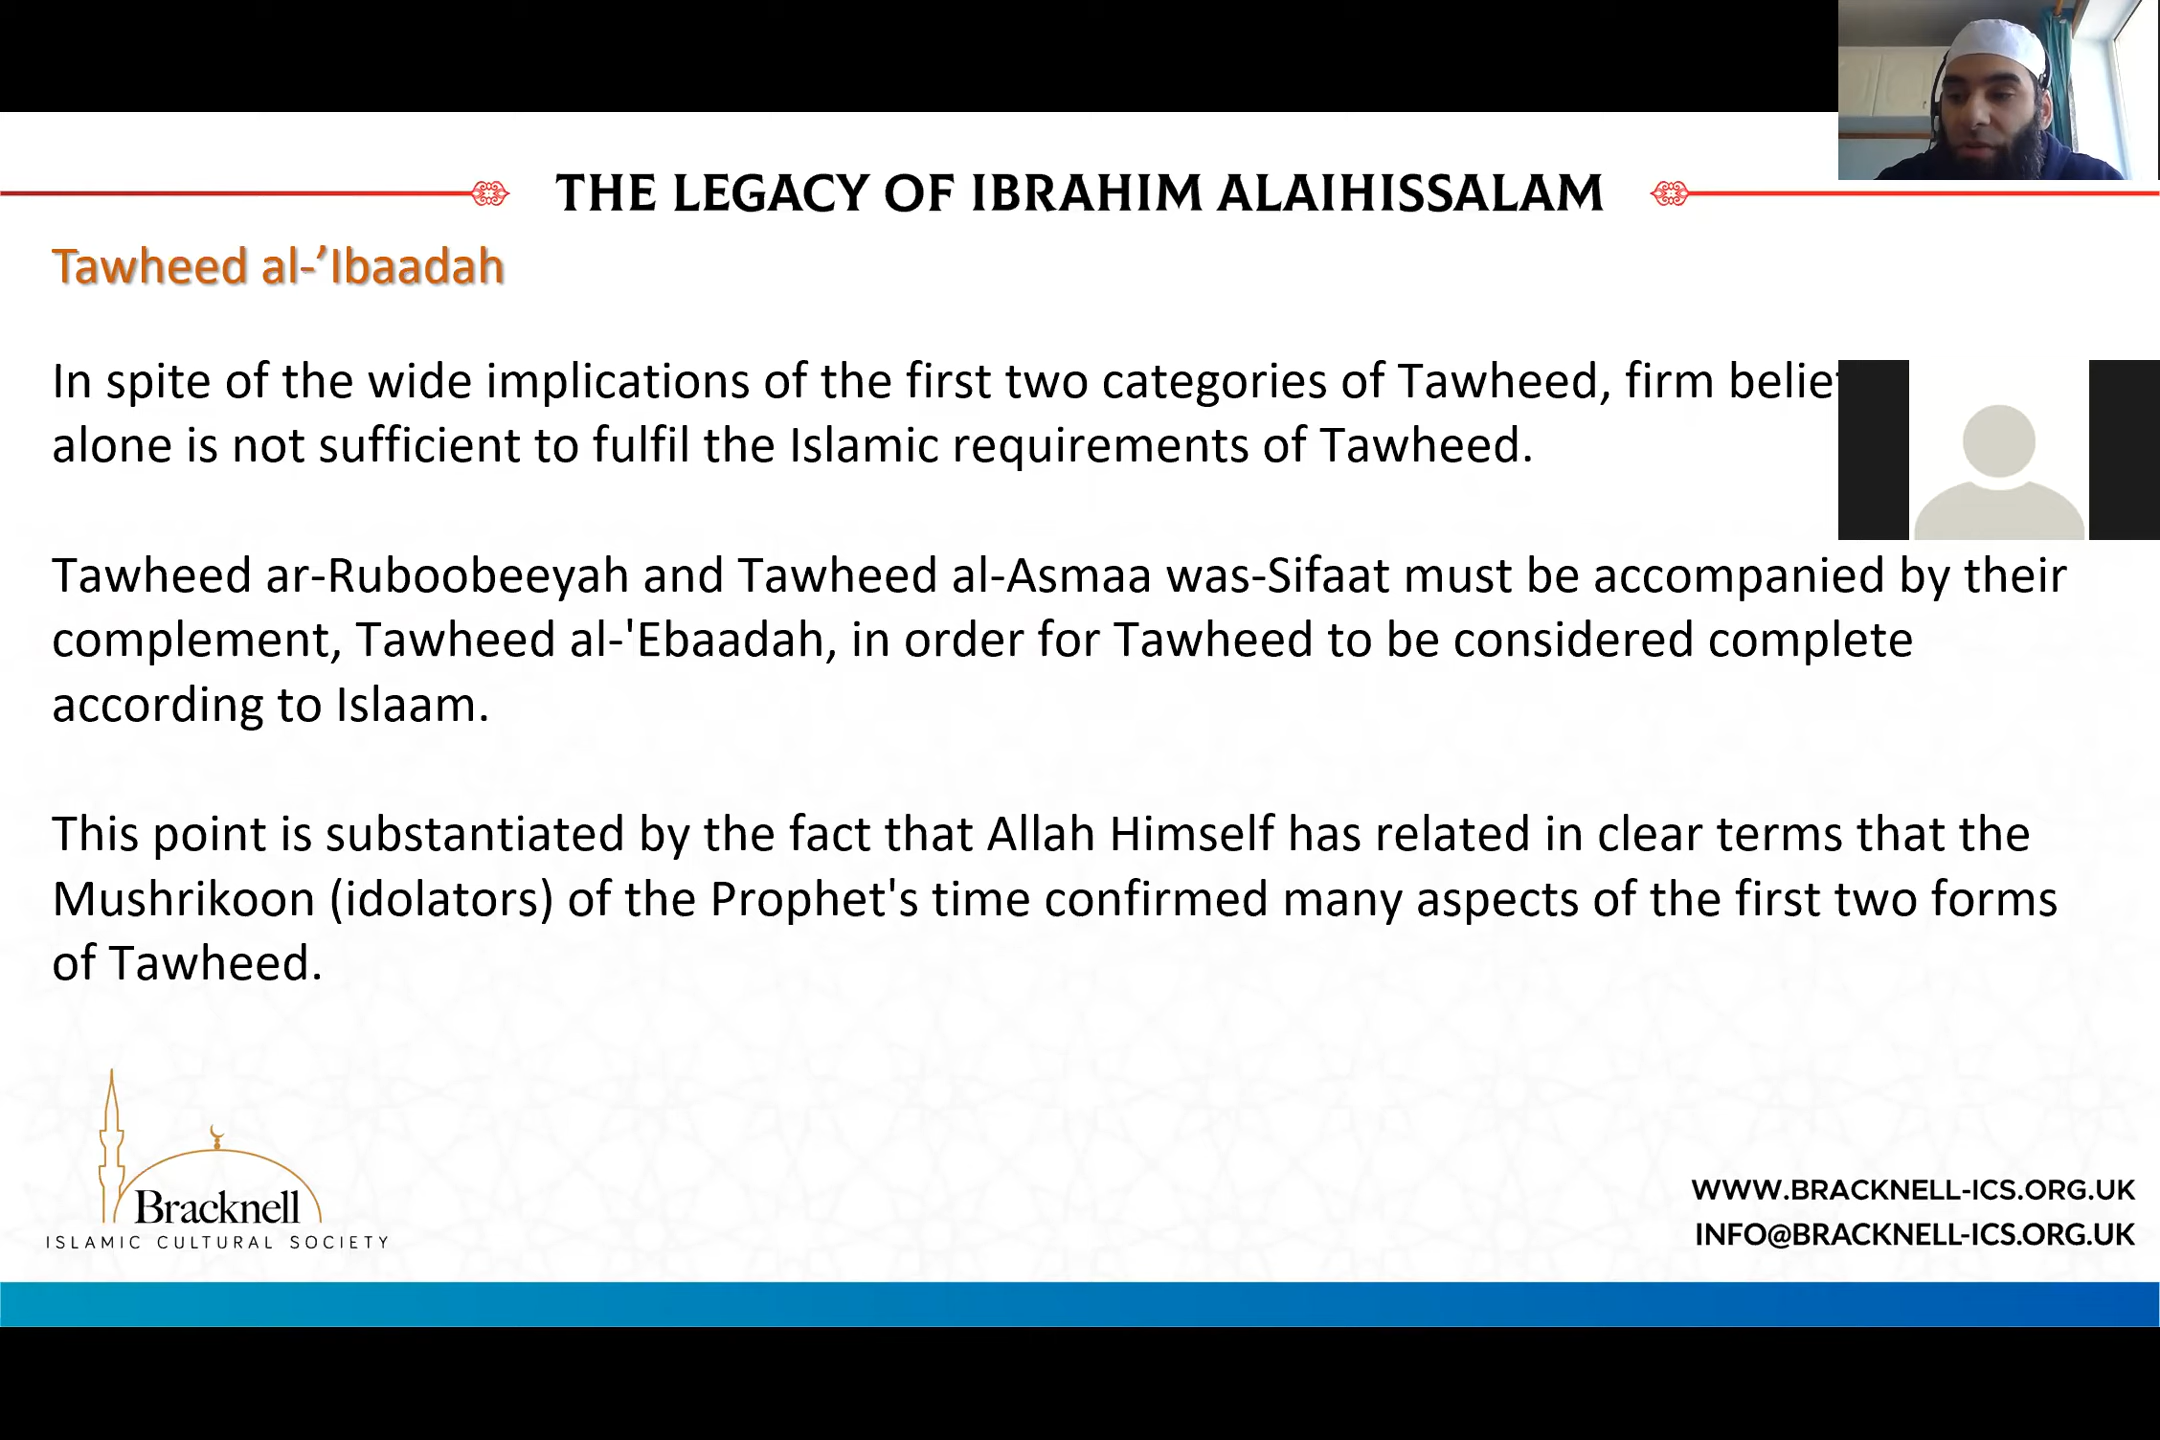 THE LEGACY OF IBRAHIM ALAIHISSALAM
Tawheed al-’Ibaadah
In spite of the wide implications of the first two categories of Tawheed, firm belief
alone is not sufficient to fulfil the Islamic requirements of Tawheed.
Tawheed ar-Ruboobeeyah and Tawheed al-Asmaa was-Sifaat must be accompanied by their
complement, Tawheed al-'Ebaadah, in order for Tawheed to be considered complete
according to Islaam.
This point is substantiated by the fact that Allah Himself has related in clear terms that the
Mushrikoon (idolators) of the Prophet's time confirmed many aspects of the first two forms
of Tawheed.
Bracknell
ISLAMIC CULTURAL SOCIETY
WWW.BRACKNELL-ICS.ORG.UK
INFO@BRACKNELL-ICS.ORG.UK